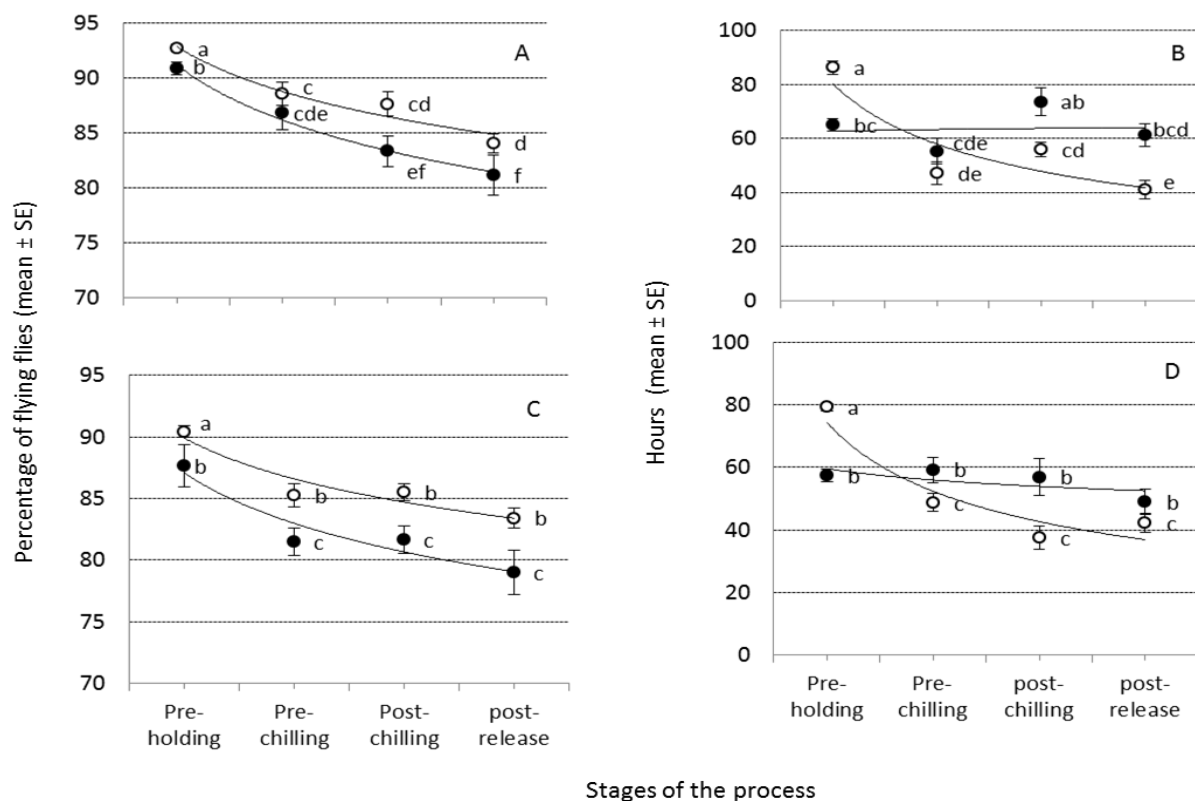 Percentage of flying flies (mean ± SE)
95
90
85
80
75
70
A
a
b
c
cde
cd
ef
d
f
95
90
85
80
75
70
C
a
b
b
c
b
c
b
c
Pre-holding
Pre-chilling
Post-chilling
post-release
Hours (mean ± SE)
100
80
60
40
20
0
B
a
bc
cde
de
ab
cd
bcd
e
100
80
60
40
20
0
D
a
b
b
c
b
c
b
c
Pre-holding
Pre-chilling
post-chilling
post-release
Stages of the process